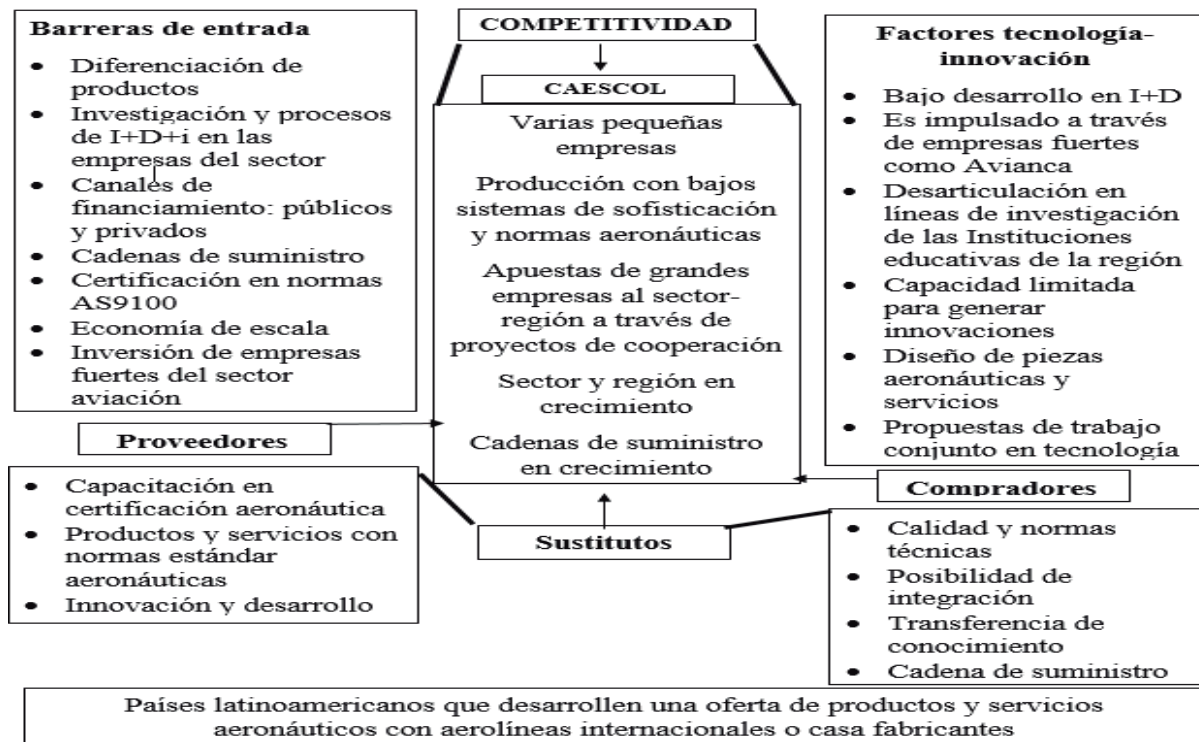 Barreras de entrada
• Diferenciación de
productos
• Investigación y procesos
de I+D+i en las
empresas del sector
• Canales de
financiamiento: públicos
y privados
• Cadenas de suministro
• Certificación en normas
AS9100
• Economía de escala
• Inversión de empresas
fuertes del sector
aviación
COMPETITIVIDAD
CAESCOL
Varias pequeñas
empresas
Producción con bajos
sistemas de sofisticación
y normas aeronáuticas
Apuestas de grandes
empresas al sector-
región a través de
proyectos de cooperación
Sector y región en
crecimiento
Cadenas de suministro
en crecimiento
Factores tecnología-
innovación
• Bajo desarrollo en I+D
• Es impulsado a través
de empresas fuertes
como Avianca
• Desarticulación en
líneas de investigación
de las Instituciones
educativas de la región
• Capacidad limitada
para generar
innovaciones
• Diseño de piezas
aeronáuticas y
servicios
• Propuestas de trabajo
conjunto en tecnología
Proveedores
• Capacitación en
certificación aeronáutica
• Productos y servicios con
normas estándar
aeronáuticas
• Innovación y desarrollo
Sustitutos
Compradores
• Calidad y normas
técnicas
• Posibilidad de
integración
• Transferencia de
conocimiento
• Cadena de suministro
Países latinoamericanos que desarrollen una oferta de productos y servicios
aeronáuticos con aerolíneas internacionales o casa fabricantes